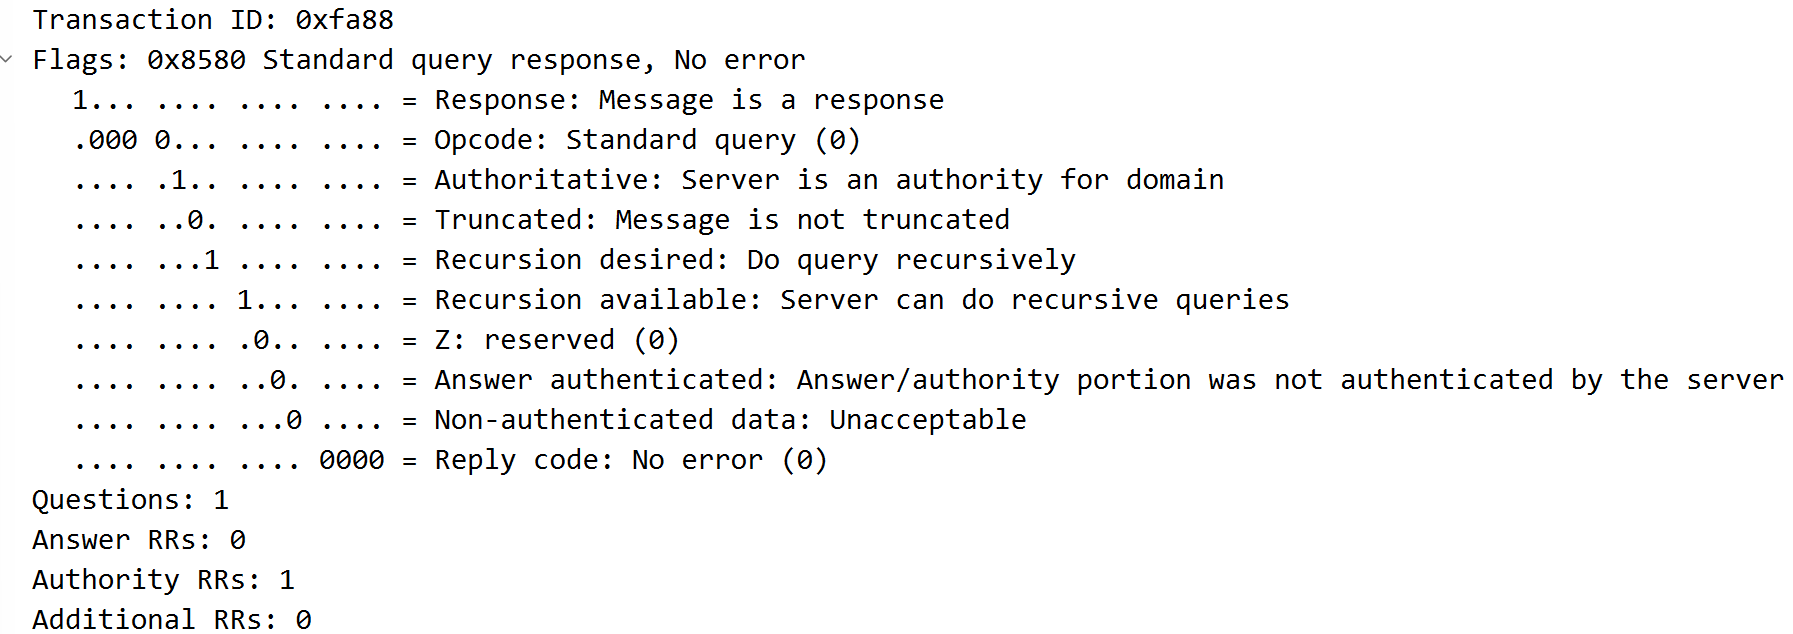 Transaction ID: 0xfa88
Flags: 0x8580 Standard query response, No error
1... .... .... .... = Response: Message is a response
.000 0... .... .... = Opcode: Standard query (0)
.... .1.. .... .... = Authoritative: Server is an authority for domain
.... ..0. .... .... = Truncated: Message is not truncated
.... ...1 .... .... = Recursion desired: Do query recursively
.... .... 1... .... = Recursion available: Server can do recursive queries
.... .... .0.. .... = Z: reserved (0)
.... .... ..0. .... = Answer authenticated: Answer/authority portion was not authenticated by the server
.... .... ...0 .... = Non-authenticated data: Unacceptable
.... .... .... 0000 = Reply code: No error (0)
Questions: 1
Answer RRs: 0
Authority RRs: 1
Additional RRs: 0